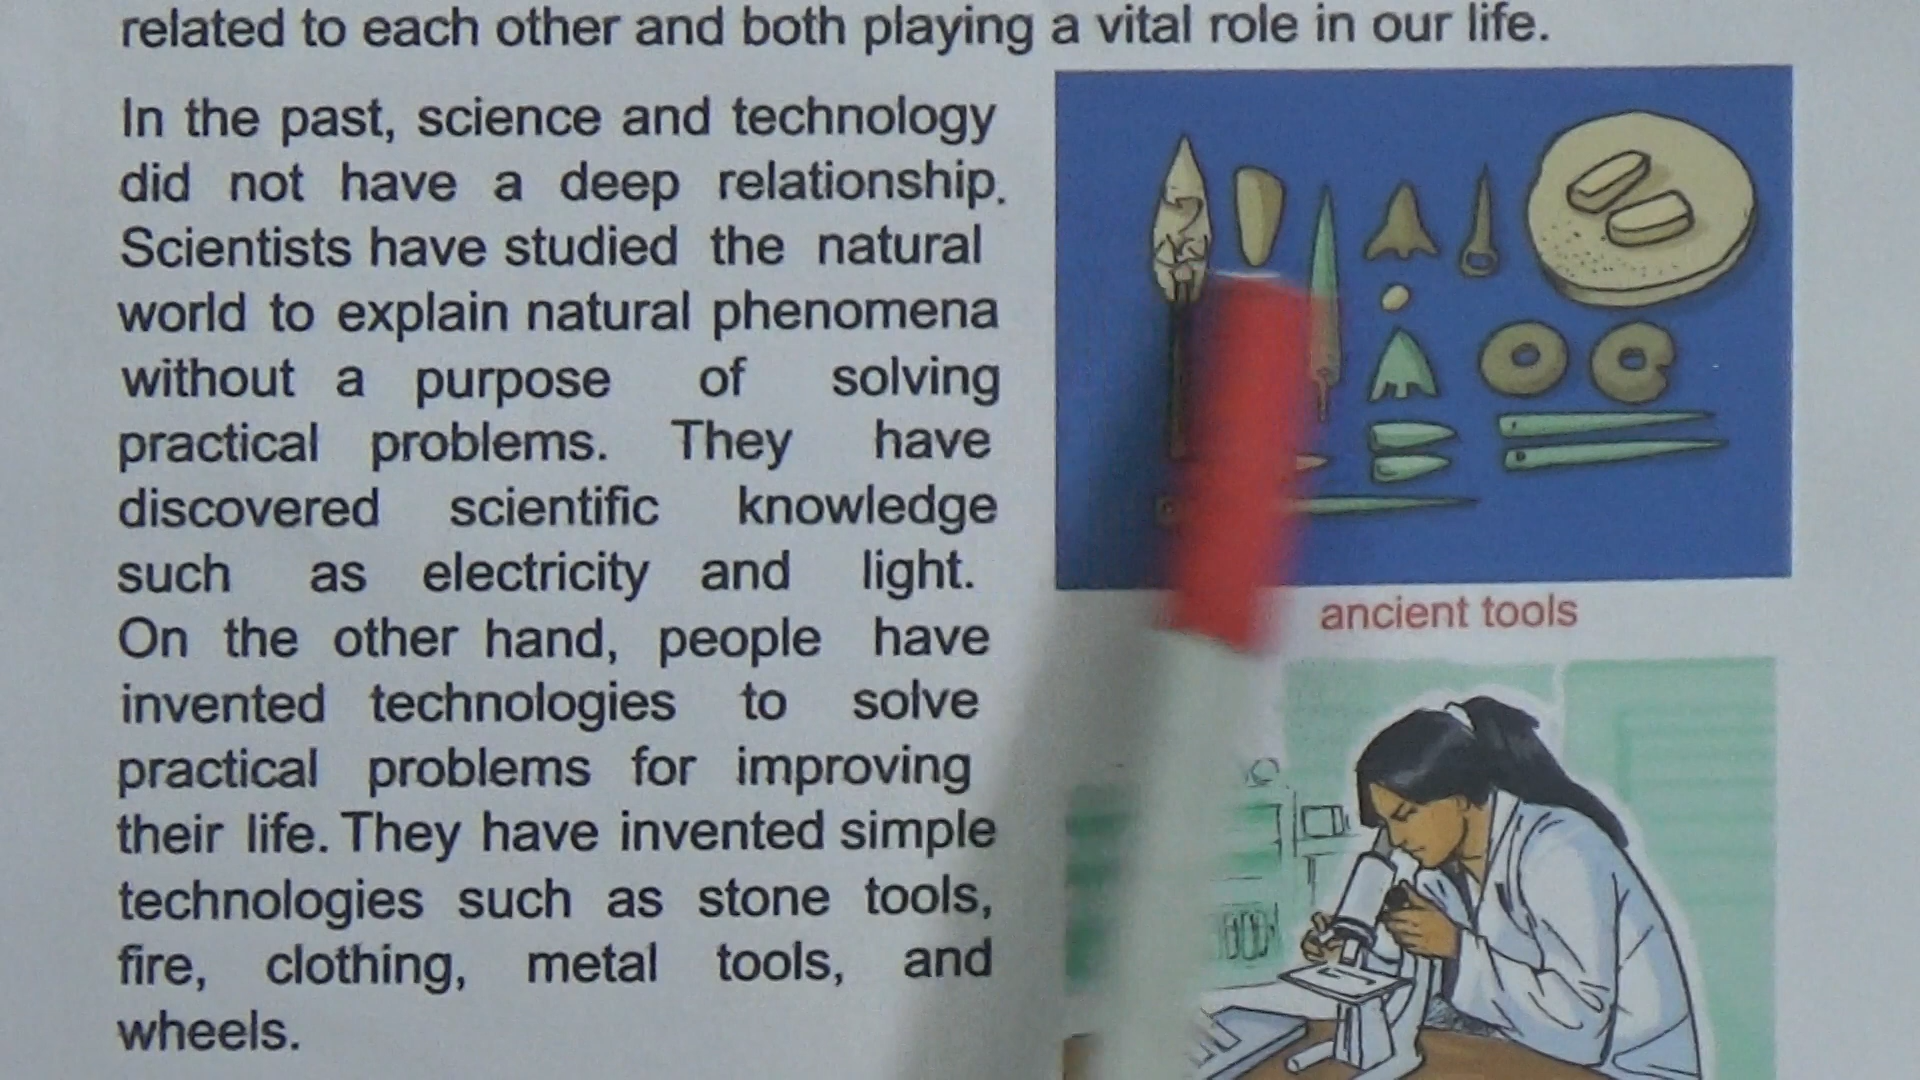 related to each other and both playing a vital role in our life.
In the past, science and technology
did not have a deep relationship.
Scientists have studied the natural
world to explain natural phenomena
without a purpose of solving
practical problems. They have
discovered scientific knowledge
such as electricity and light.
On the other hand, people have
invented technologies to solve
practical problems for improving
their life. They have invented simple
technologies such as stone tools,
fire, clothing, metal tools, and
wheels.
ancient tools